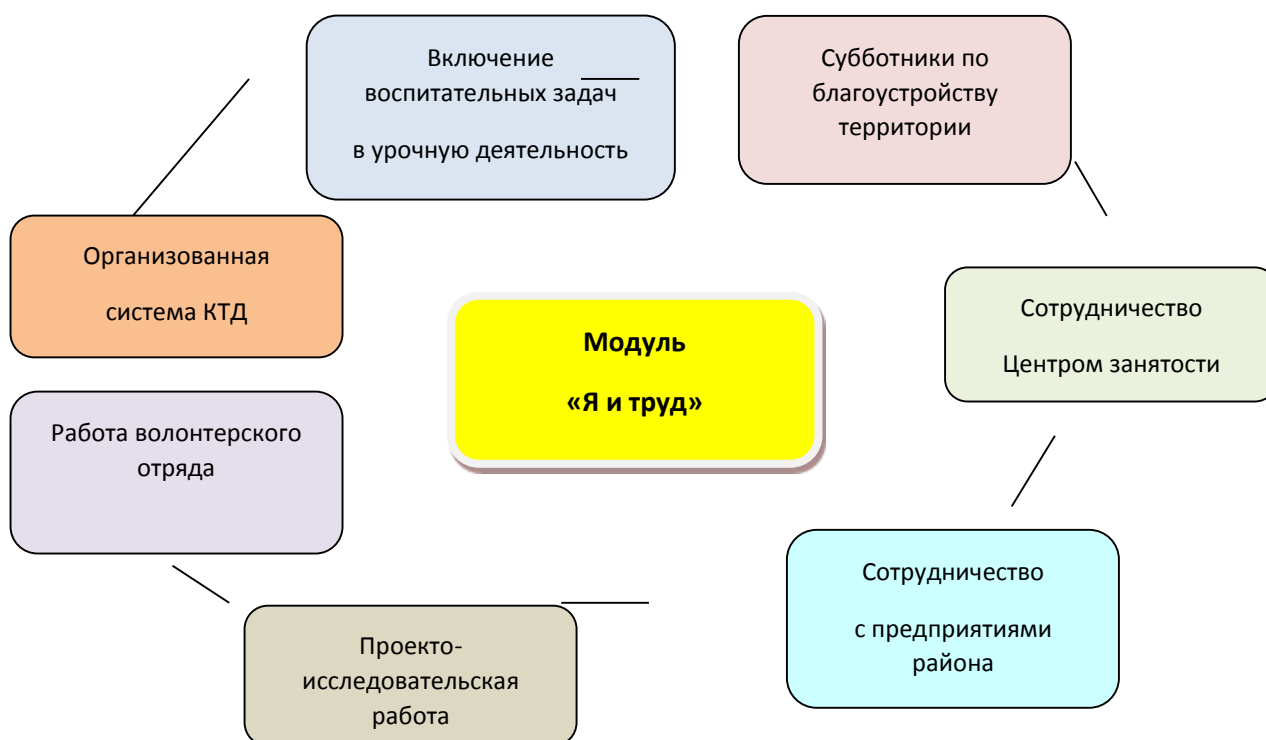 Включение
воспитательных задач
в урочную деятельность
Субботники по
благоустройству
территории
Организованная
система КТД
Модуль
«Я и труд»
Сотрудничество
Центром занятости
Работа волонтерского
отряда
Сотрудничество
с предприятиями
района
Проекто-
исследовательская
работа